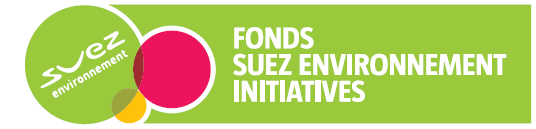 suez
environnement
FONDS
SUEZ ENVIRONNEMENT
INITIATIVES